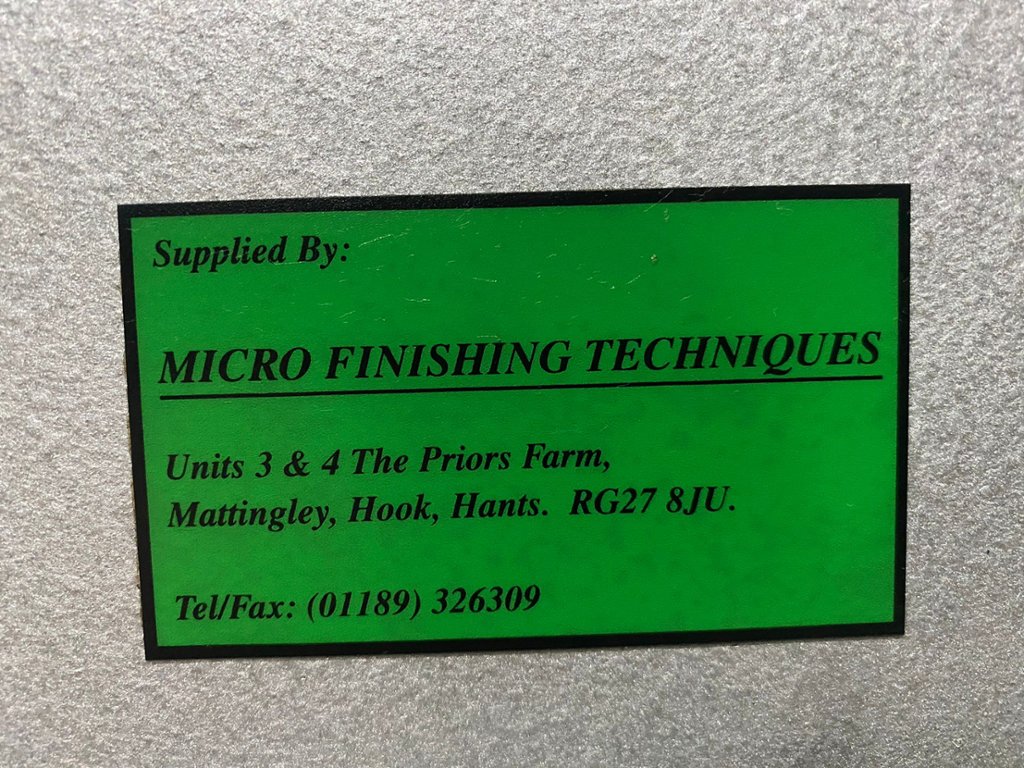 Supplied By:
MICRO FINISHING TECHNIQUES
Units 3 & 4 The Priors Farm,
Mattingley, Hook, Hants. RG27 8JU.
Tel/Fax: (01189) 326309